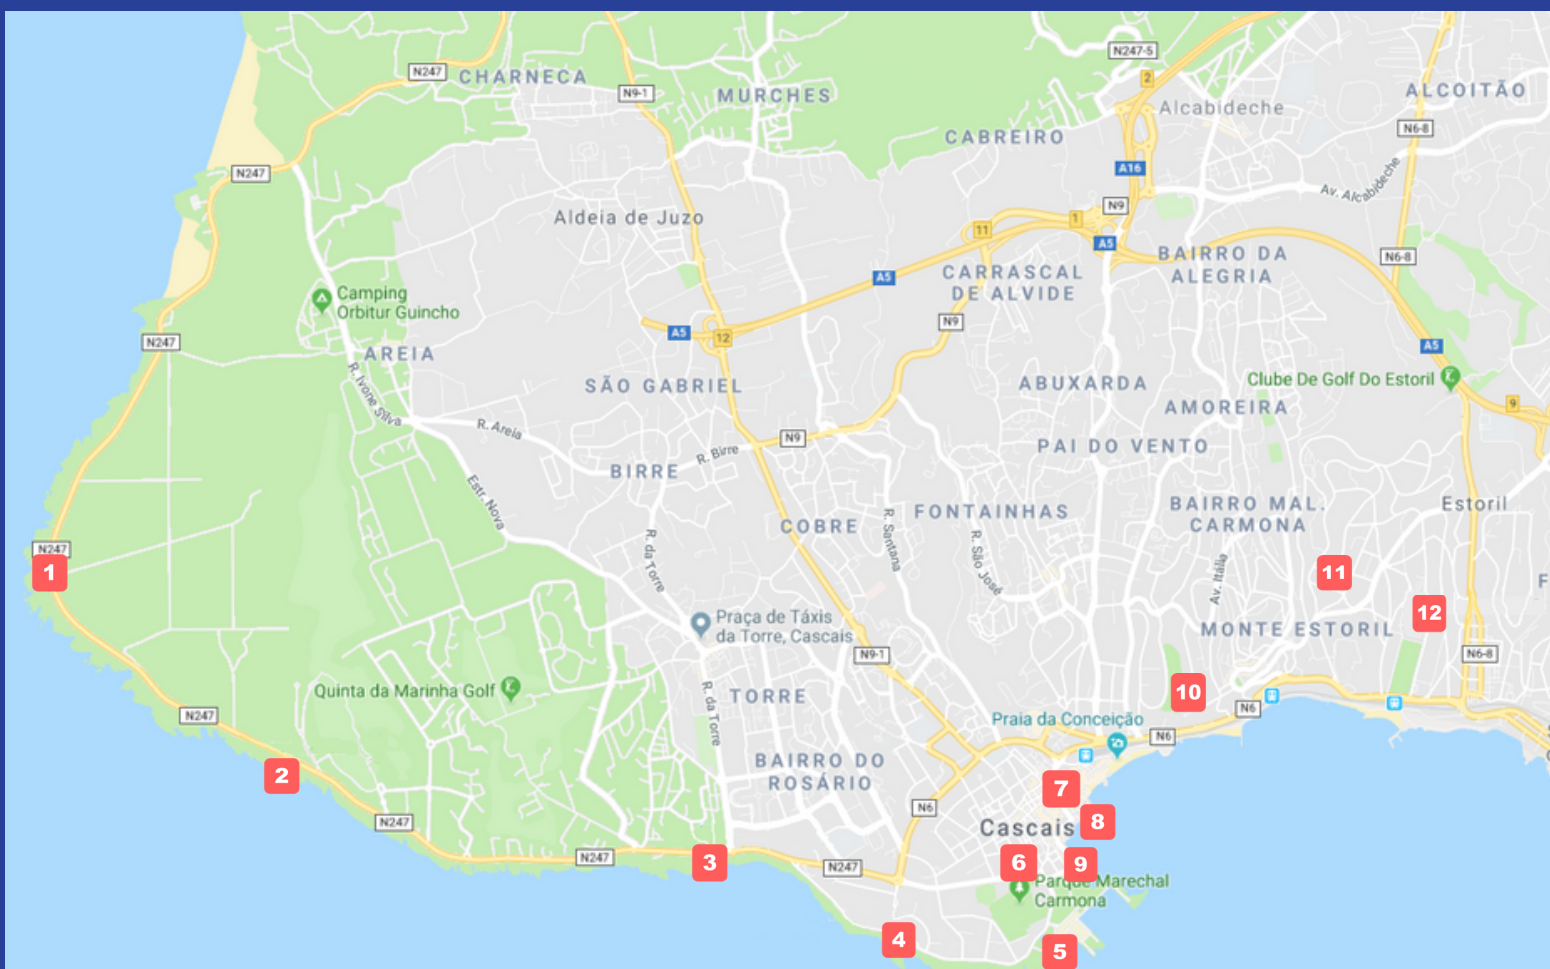 N247-5
2
N247
CHARNECA
ALCOITÃO
N9-1
MURCHES
Alcabideche
N6-8
CABREIRO
A16
N247
Av. Alcabideche
N9
Aldeia de Juzo
1
11
A5
BAIRRO DA
ALEGRIA
N6-8
CARRASCAL
DE ALVIDE
A5
Camping
Orbitur Guincho
N9
A5
12
N247
A5
AREIA
SÃO GABRIEL
ABUXARDA
Clube De Golf Do Estoril
R. Ivone Silva
AMOREIRA
9
R. Areia
N9
PAI DO VENTO
R. Birre
BIRRE
Estr. Nova
COBRE
FONTAINHAS
BAIRRO MAL.
CARMONA
Estoril
R. da Torre
R. Santana
R. São José
Av. Itália
N247
1
11
12
Praça de Táxis
da Torre, Cascais
MONTE ESTORIL
N9-1
N6-8
Quinta da Marinha Golf
R. da Torre
TORRE
10
N247
N6
Praia da Conceição
N6
2
BAIRRO DO
ROSÁRIO
7
N6
N247
Cascais
8
N247
3
N247
6
9
Parque Marechal
Carmona
4
5